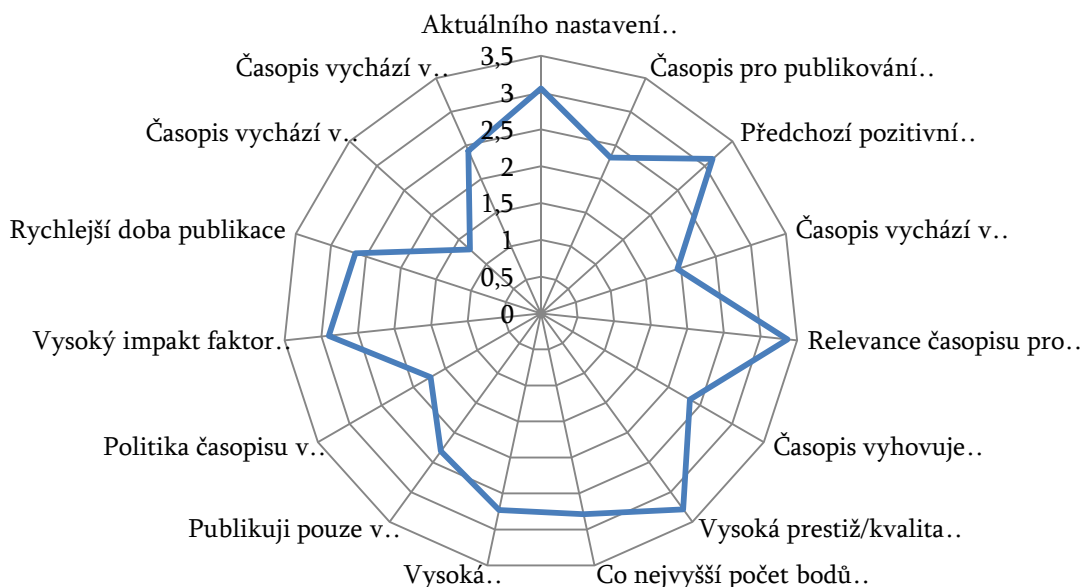 Aktuálního nastavení..
Časopis vychází v..
3,5
Časopis pro publikování..
3
Časopis vychází v..
2,5
Předchozí pozitivní..
2
1,5
Rychlejší doba publikace
1
Časopis vychází v..
0,5
0
Vysoký impakt faktor..
Relevance časopisu pro..
Politika časopisu v..
Časopis vyhovuje..
Publikuji pouze v..
Vysoká prestiž/kvalita..
Vysoká..
Co nejvyšší počet bodů..